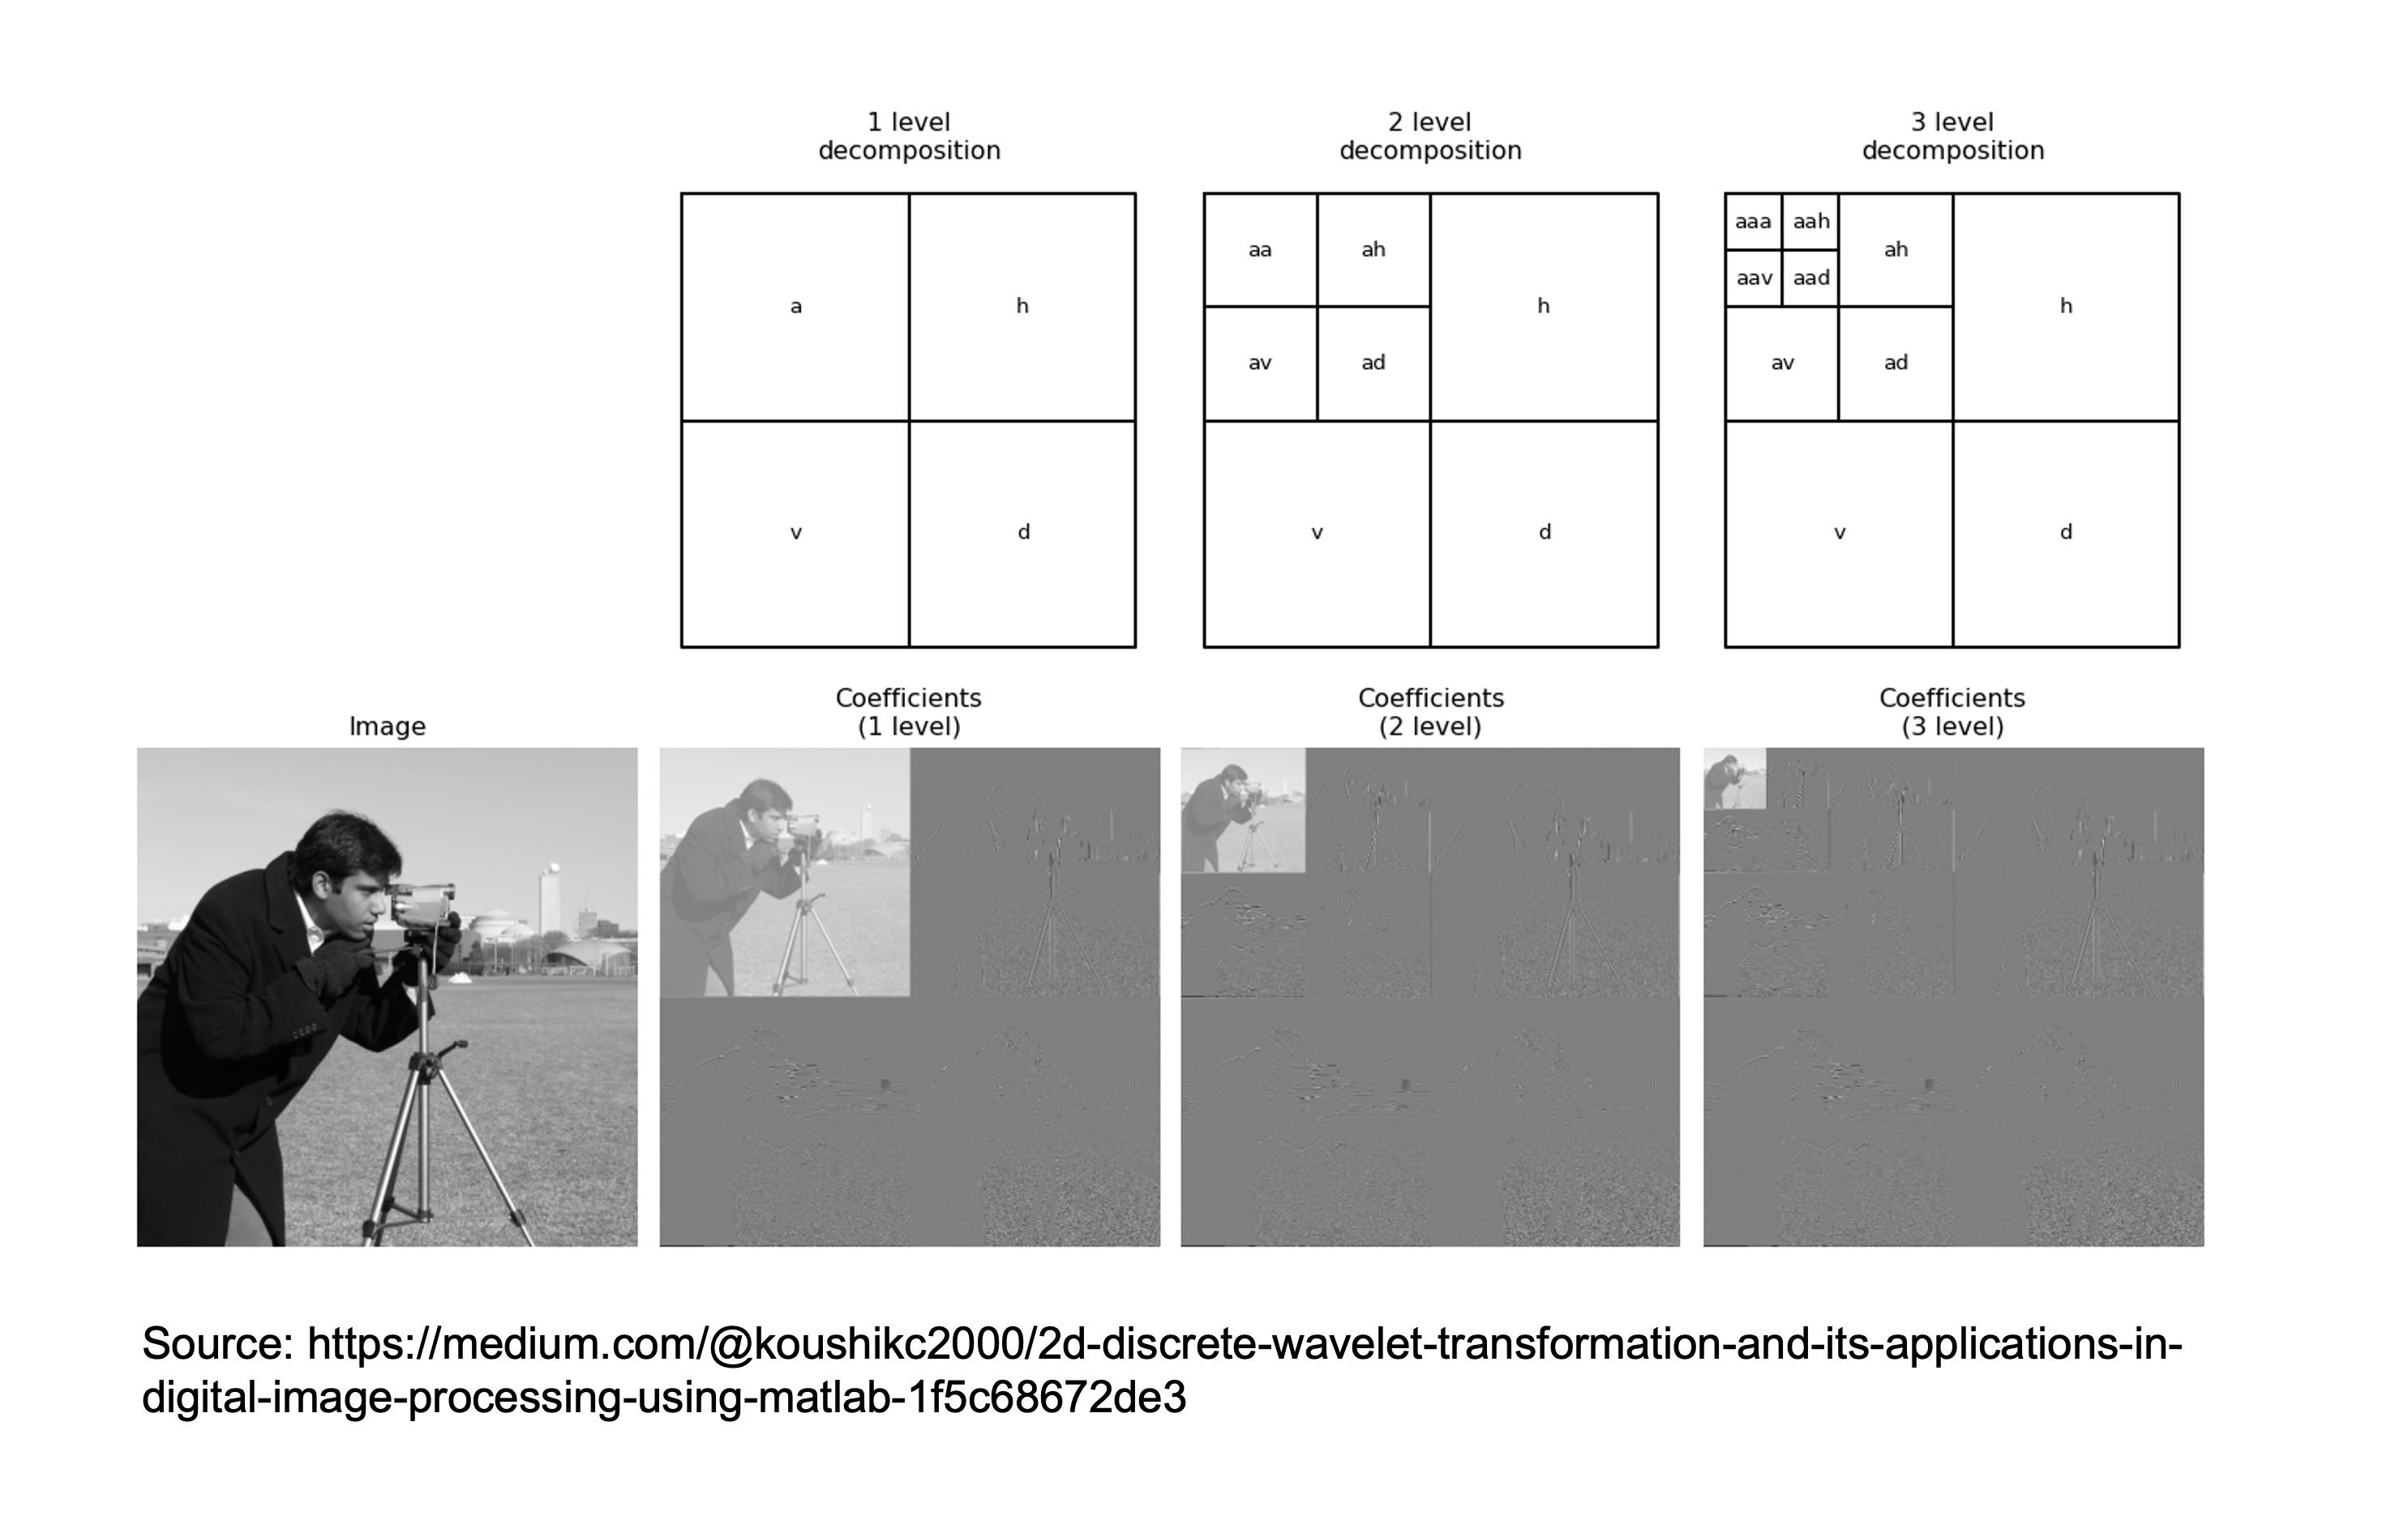 1 level
decomposition
2 level
decomposition
3 level
decomposition
a
h
v
d
aa
ah
h
av
ad
v
d
aaa
aah
ah
h
aav
aad
av
ad
v
d
Image
Coefficients
(1 level)
Coefficients
(2 level)
Coefficients
(3 level)
Source: https://medium.com/@koushikc2000/2d-discrete-wavelet-transformation-and-its-applications-in-
digital-image-processing-using-matlab-1f5c68672de3